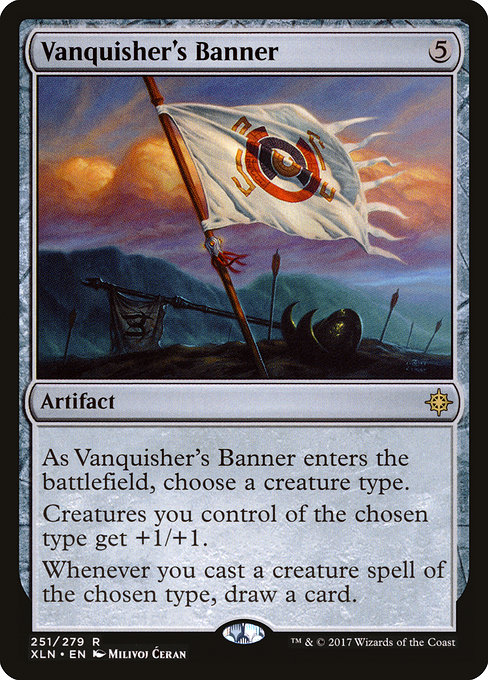 Vanquisher's Banner 5
Artifact
As Vanquisher's Banner enters the
battlefield, choose a creature type.
Creatures you control of the chosen
type get +1/+1.
Whenever you cast a creature spell of
the chosen type, draw a card.
251/279 R
XLN • EN Milivoj Ćeran
™ & © 2017 Wizards of the Coast